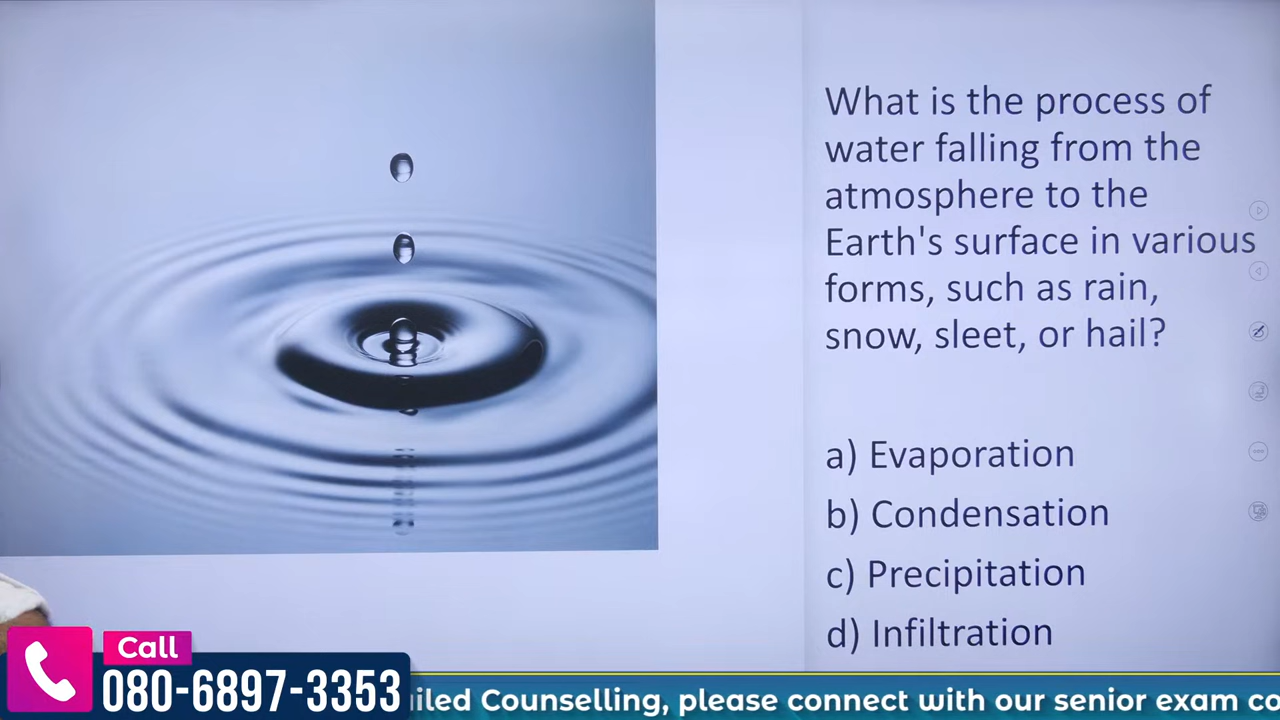 What is the process of
water falling from the
atmosphere to the
Earth's surface in various
forms, such as rain,
snow, sleet, or hail?
a) Evaporation
b) Condensation
c) Precipitation
d) Infiltration
Call
080-6897-3353
Counselling, please connect with our senior exam